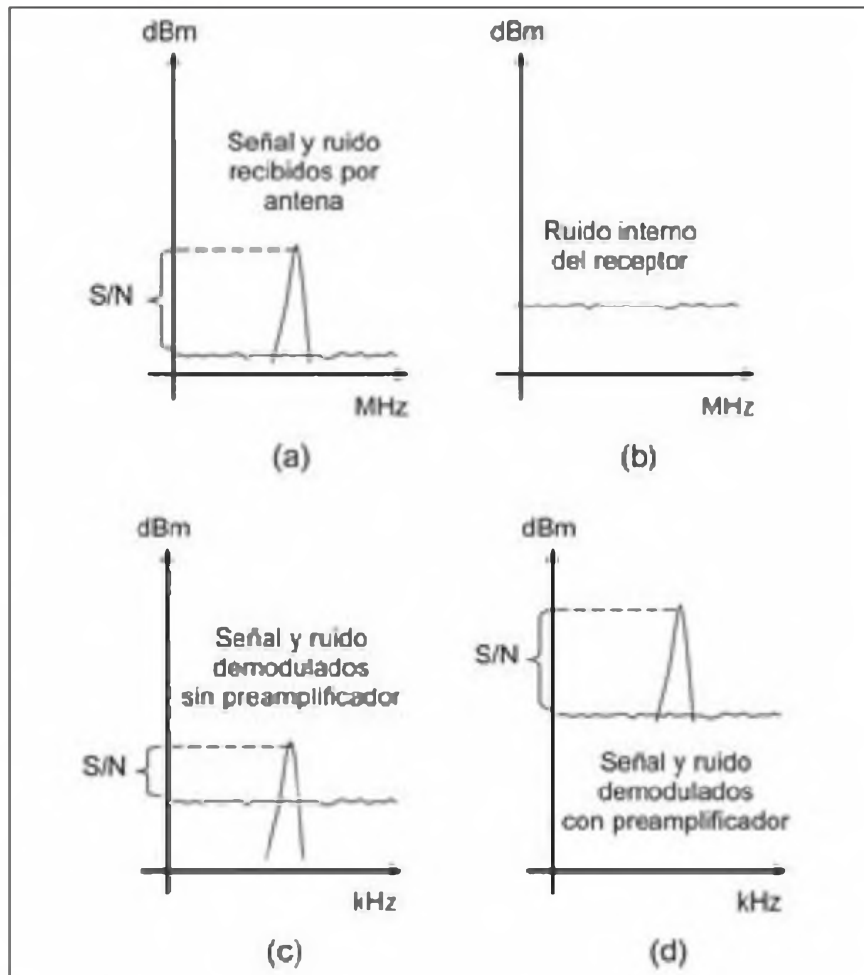 dBm
Señal y ruido
recibidos por
antena
S/N
MHz
(a)
dBm
Ruido interno
del receptor
MHz
(b)
dBm
Señal y ruido
demodulados
sin preamplificador
S/N
kHz
(c)
dBm
S/N
Señal y ruido
demodulados
con preamplificador
kHz
(d)